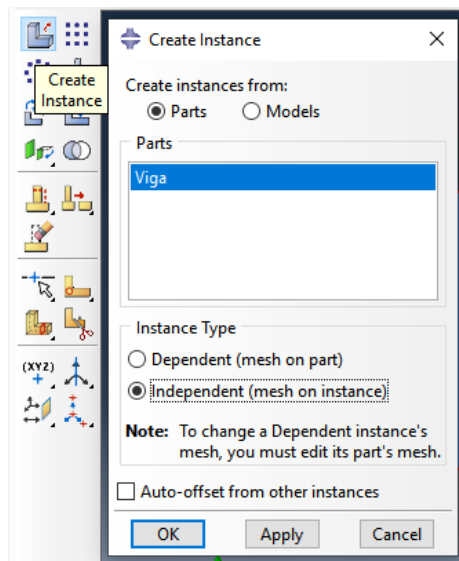 Create Instance
Create
Instance
Create instances from:
Parts Models
Parts
Viga
Instance Type
Dependent (mesh on part)
Independent (mesh on instance)
Note: To change a Dependent instance's
mesh, you must edit its part's mesh.
Auto-offset from other instances
OK Apply Cancel
(XYZ)